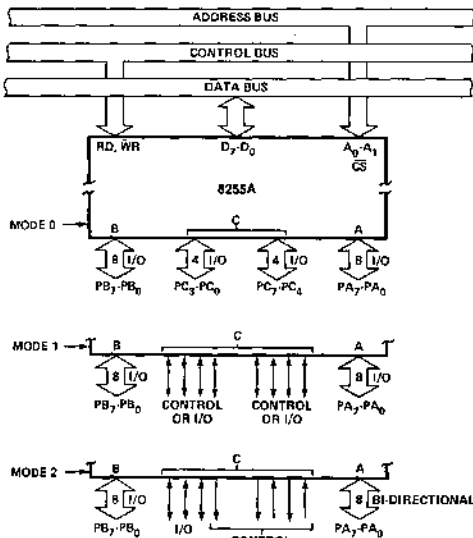 ADDRESS BUS
CONTROL BUS
DATA BUS
RD, WR D7-D0 A0-A1
CS
8255A
MODE 0 B C A
8 I/O 4 I/O 4 I/O 8 I/O
PB7-PB0 PC3-PC0 PC7-PC4 PA7-PA0
MODE 1 B C A
8 I/O CONTROL CONTROL 8 I/O
PB7-PB0 OR I/O OR I/O PA7-PA0
MODE 2 B C A
8 I/O 8 BI-DIRECTIONAL
PB7-PB0 I/O PA7-PA0
CONTROL